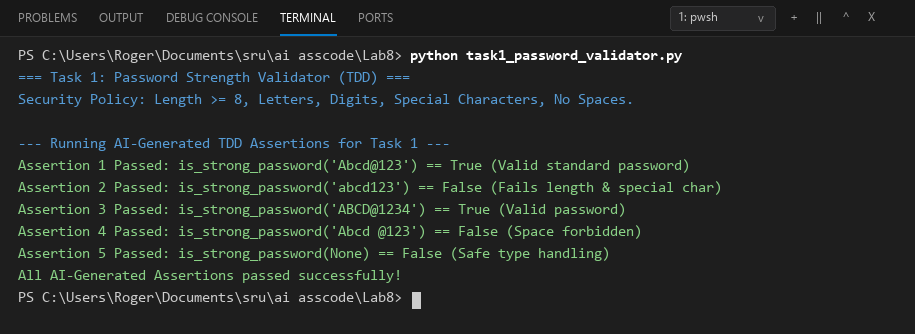 PROBLEMS OUTPUT DEBUG CONSOLE TERMINAL PORTS 1: pwsh v + || ^ X
PS C:\Users\Roger\Documents\sru\ai asscode\Lab8> python task1_password_validator.py
=== Task 1: Password Strength Validator (TDD) ===
Security Policy: Length >= 8, Letters, Digits, Special Characters, No Spaces.
--- Running AI-Generated TDD Assertions for Task 1 ---
Assertion 1 Passed: is_strong_password('Abcd@123') == True (Valid standard password)
Assertion 2 Passed: is_strong_password('abcd123') == False (Fails length & special char)
Assertion 3 Passed: is_strong_password('ABCD@1234') == True (Valid password)
Assertion 4 Passed: is_strong_password('Abcd @123') == False (Space forbidden)
Assertion 5 Passed: is_strong_password(None) == False (Safe type handling)
All AI-Generated Assertions passed successfully!
PS C:\Users\Roger\Documents\sru\ai asscode\Lab8>